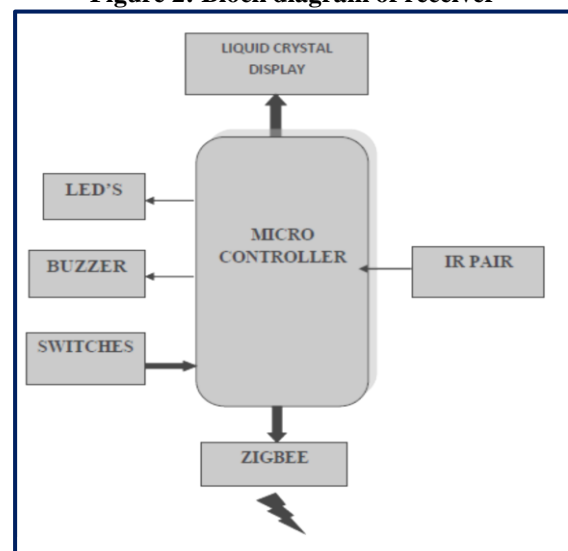 Figure 2: Block diagram of receiver
LIQUID CRYSTAL
DISPLAY
LED'S
MICRO
CONTROLLER
BUZZER
IR PAIR
SWITCHES
ZIGBEE